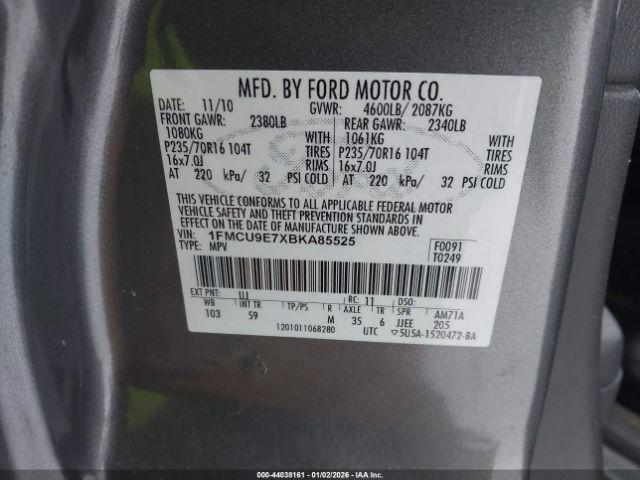 MFD. BY FORD MOTOR CO.
DATE: 11/10 GVWR: 4600LB/ 2087KG
FRONT GAWR: 2380LB REAR GAWR: 2340LB
1080KG WITH 1061KG WITH
P235/70R16 104T TIRES P235/70R16 104T TIRES
16x7.0J RIMS 16x7.0J RIMS
AT 220 kPa/ 32 PSI COLD AT 220 kPa/ 32 PSI COLD
THIS VEHICLE CONFORMS TO ALL APPLICABLE FEDERAL MOTOR
VEHICLE SAFETY AND THEFT PREVENTION STANDARDS IN EFFECT
ON THE DATE OF MANUFACTURE SHOWN ABOVE.
VIN: 1FMCU9E7XBKA85525 F0091
TYPE: MPV T0249
EXT PNT: UJ RC: 11 DSO:
WB INT TR TP/PS R AXLE TR SPR AM71A
103 59 M 35 6 JJEE 205
1201011068280 UTC ▽5U5A-1520472-BA
(IAA) 44038161 | 01/02/2026 - IAA Inc. Copyright (IAA)